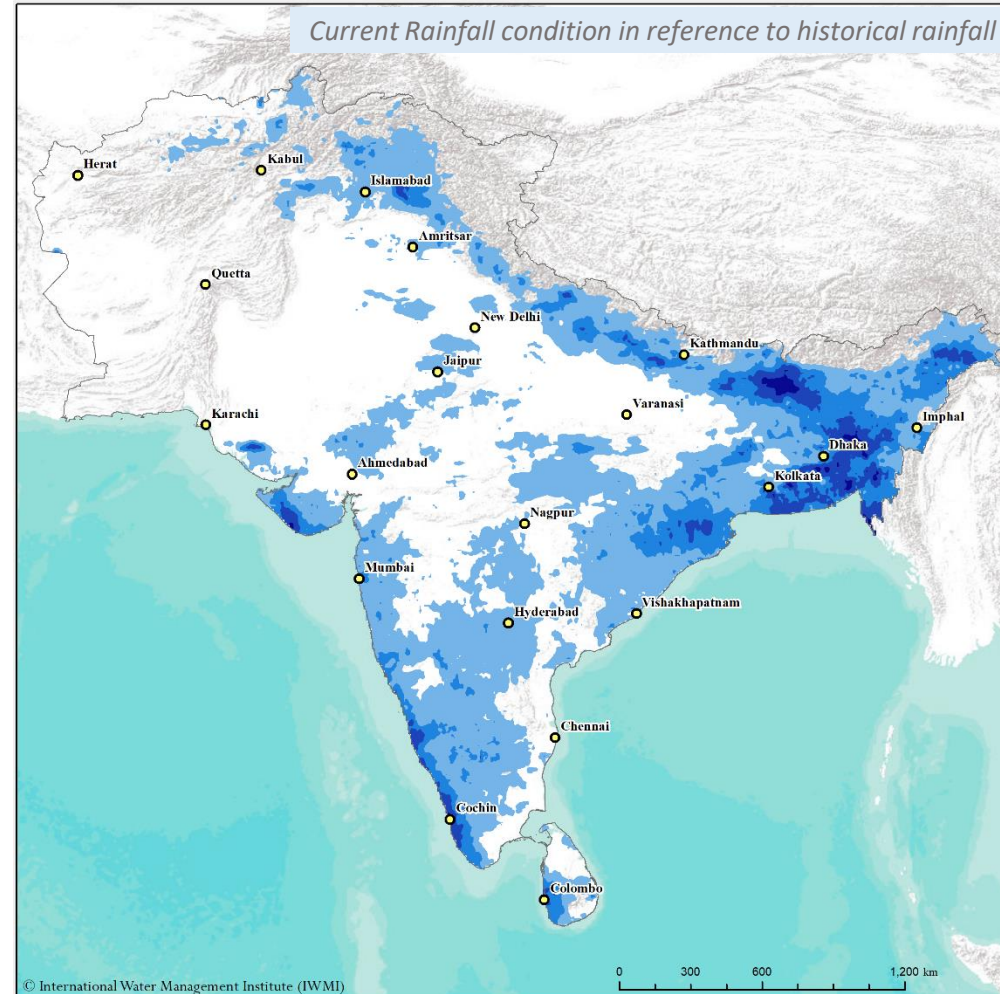 Current Rainfall condition in reference to historical rainfall
Herat
Kabul
Islamabad
Amritsar
Quetta
New Delhi
Kathmandu
Jaipur
Karachi
Varanasi
Imphal
Dhaka
Ahmedabad
Kolkata
Nagpur
Mumbai
Vishakhapatnam
Hyderabad
Chennai
Cochin
Colombo
0 300 600 1,200 km
© International Water Management Institute (IWMI)